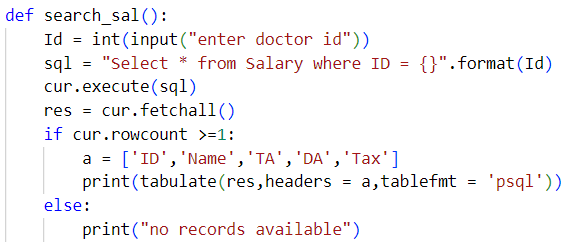 def search_sal():
    Id = int(input("enter doctor id"))
    sql = "Select * from Salary where ID = {}".format(Id)
    cur.execute(sql)
    res = cur.fetchall()
    if cur.rowcount >=1:
        a = ['ID','Name','TA','DA','Tax']
        print(tabulate(res,headers = a,tablefmt = 'psql'))
    else:
        print("no records available")